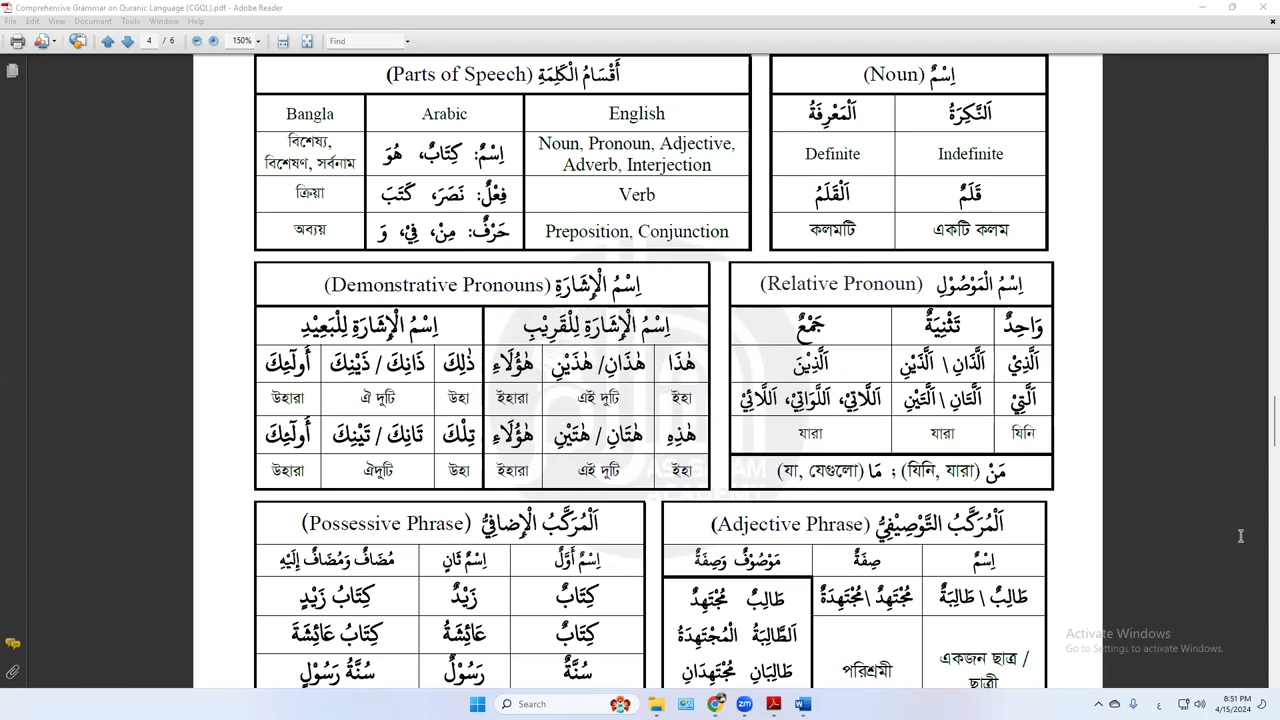 Comprehensive Grammar on Quranic Language (CGQL).pdf - Adobe Reader
File Edit View Document Tools Window Help
4 / 6 150% Find
(Parts of Speech) أَقْسَامُ الْكَلِمَةِ
Bangla Arabic English
বিশেষ্য, বিশেষণ, সর্বনাম اِسْمٌ: كِتَابٌ، هُوَ Noun, Pronoun, Adjective, Adverb, Interjection
ক্রিয়া فِعْلٌ: نَصَرَ، كَتَبَ Verb
অব্যয় حَرْفٌ: مِنْ، فِيْ، وَ Preposition, Conjunction
(Noun) اِسْمٌ
اَلْمَعْرِفَةُ اَلنَّكِرَةُ
Definite Indefinite
اَلْقَلَمُ قَلَمٌ
কলমটি একটি কলম
(Demonstrative Pronouns) اِسْمُ الْإِشَارَةِ
اِسْمُ الْإِشَارَةِ لِلْبَعِيْدِ اِسْمُ الْإِشَارَةِ لِلْقَرِيْبِ
أُولٰٓئِكَ ذَانِكَ / ذَيْنِكَ ذٰلِكَ هٰؤُلَاءِ هٰذَانِ/ هٰذَيْنِ هٰذَا
উহারা ঐ দুটি উহা ইহারা এই দুটি ইহা
أُولٰٓئِكَ تَانِكَ / تَيْنِكَ تِلْكَ هٰؤُلَاءِ هٰتَانِ / هٰتَيْنِ هٰذِهِ
উহারা ঐদুটি উহা ইহারা এই দুটি ইহা
(Relative Pronoun) اِسْمُ الْمَوْصُوْلِ
جَمْعٌ تَثْنِيَةٌ وَاحِدٌ
اَلَّذِيْنَ اَلَّذَانِ \ اَلَّذَيْنِ اَلَّذِيْ
اَللَّاتِيْ، اَللَّوَاتِيْ، اَللَّائِيْ اَلَّتَانِ \ اَلَّتَيْنِ اَلَّتِيْ
যারা যারা যিনি
مَنْ (যিনি, যারা) ; مَا (যা, যেগুলো)
(Possessive Phrase) اَلْمُرَكَّبُ الْإِضَافِيُّ
مُضَافٌ وَمُضَافٌ إِلَيْهِ اِسْمٌ ثَانٍ اِسْمٌ أَوَّلٌ
كِتَابُ زَيْدٍ زَيْدٌ كِتَابٌ
كِتَابُ عَائِشَةَ عَائِشَةُ كِتَابٌ
سُنَّةُ رَسُوْلٍ رَسُوْلٌ سُنَّةٌ
(Adjective Phrase) اَلْمُرَكَّبُ التَّوْصِيْفِيُّ
مَوْصُوْفٌ وَصِفَةٌ صِفَةٌ اِسْمٌ
طَالِبٌ مُجْتَهِدٌ مُجْتَهِدٌ \ مُجْتَهِدَةٌ طَالِبٌ \ طَالِبَةٌ
اَلطَّالِبَةُ الْمُجْتَهِدَةُ
طَالِبَانِ مُجْتَهِدَانِ পরিশ্রমী একজন ছাত্র / ছাত্রী
ACADEMY
Activate Windows
Go to Settings to activate Windows.
Search
8:51 PM
4/15/2024